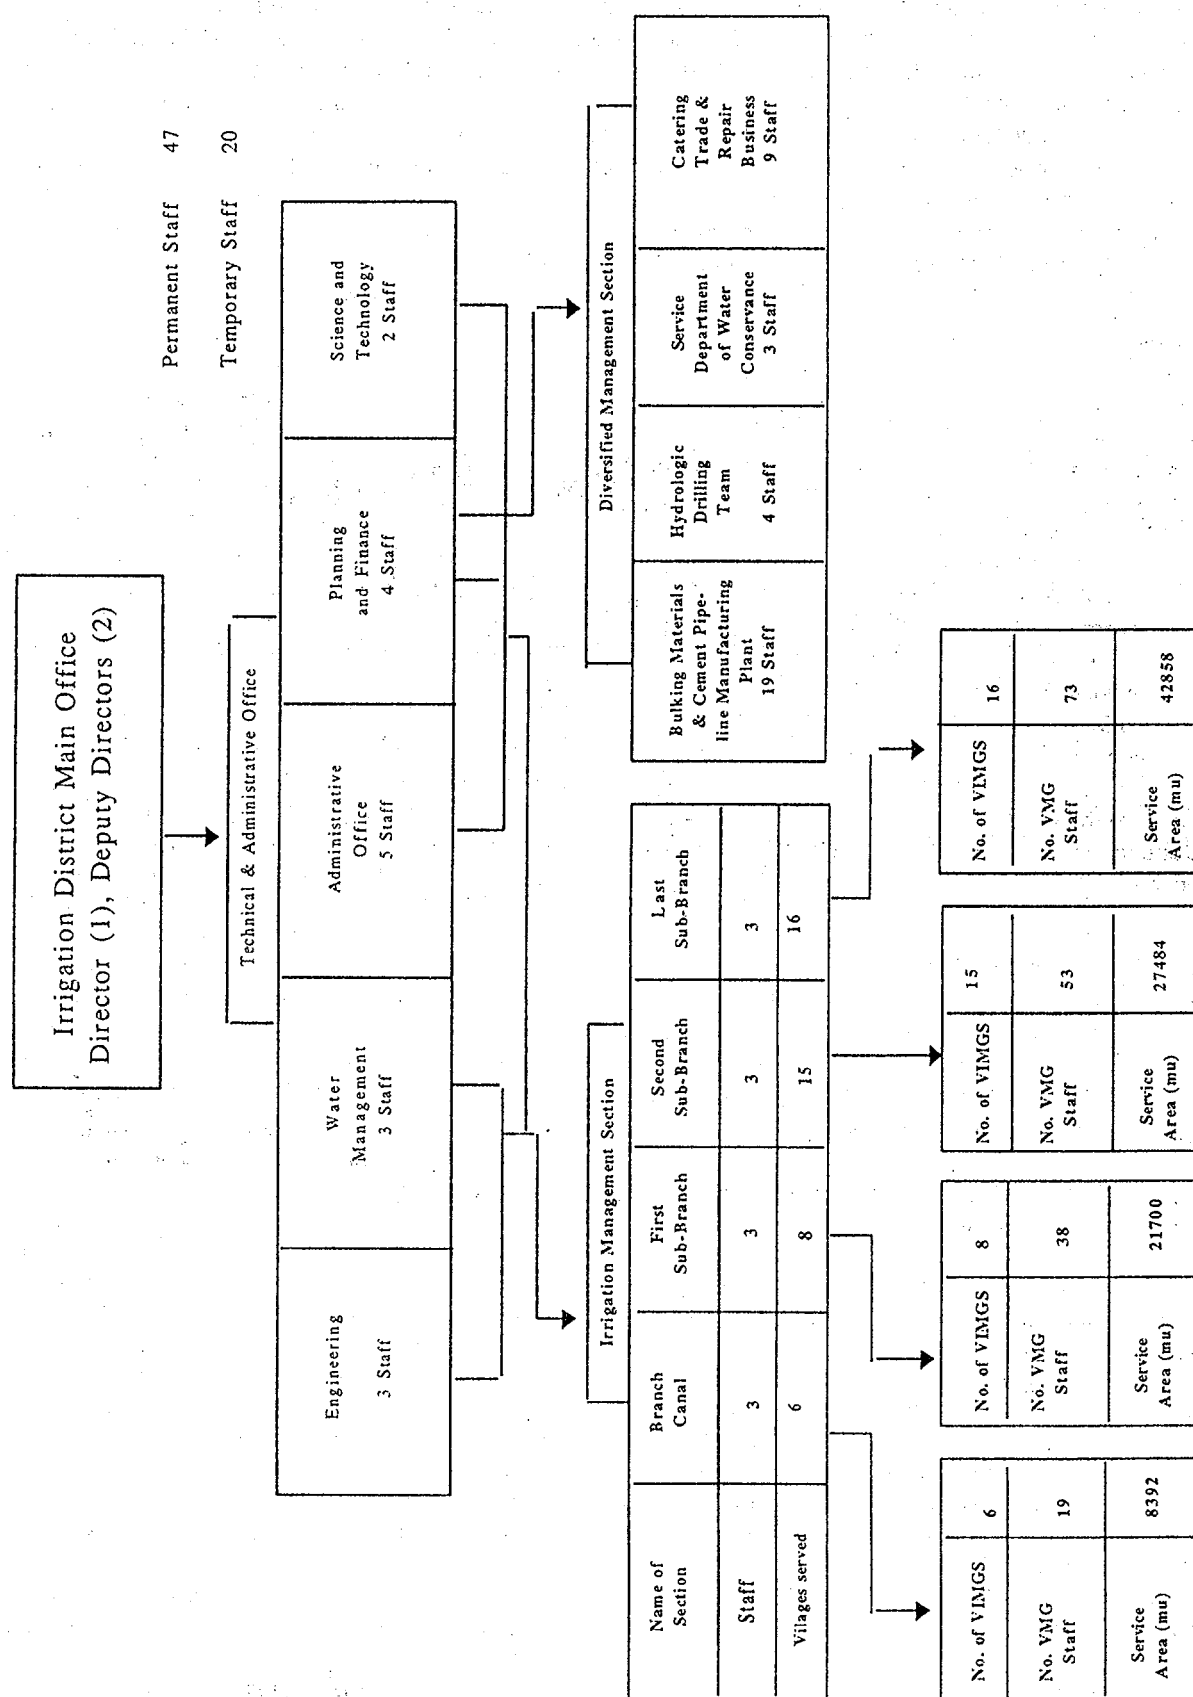 Irrigation District Main Office
Director (1), Deputy Directors (2)
Permanent Staff 47
Temporary Staff 20
Technical & Administrative Office
Engineering
3 Staff
Water
Management
3 Staff
Administrative
Office
5 Staff
Planning
and Finance
4 Staff
Science and
Technology
2 Staff
Irrigation Management Section
Name of
Section
Branch
Canal
First
Sub-Branch
Second
Sub-Branch
Last
Sub-Branch
Staff 3 3 3 3
Villages served 6 8 15 16
Diversified Management Section
Bulking Materials
& Cement Pipe-
line Manufacturing
Plant
19 Staff
Hydrologic
Drilling
Team
4 Staff
Service
Department
of Water
Conservance
3 Staff
Catering
Trade &
Repair
Business
9 Staff
No. of VIMGS 6
No. VMG
Staff 19
Service
Area (mu) 8392
No. of VIMGS 8
No. VMG
Staff 38
Service
Area (mu) 21700
No. of VIMGS 15
No. VMG
Staff 53
Service
Area (mu) 27484
No. of VIMGS 16
No. VMG
Staff 73
Service
Area (mu) 42858